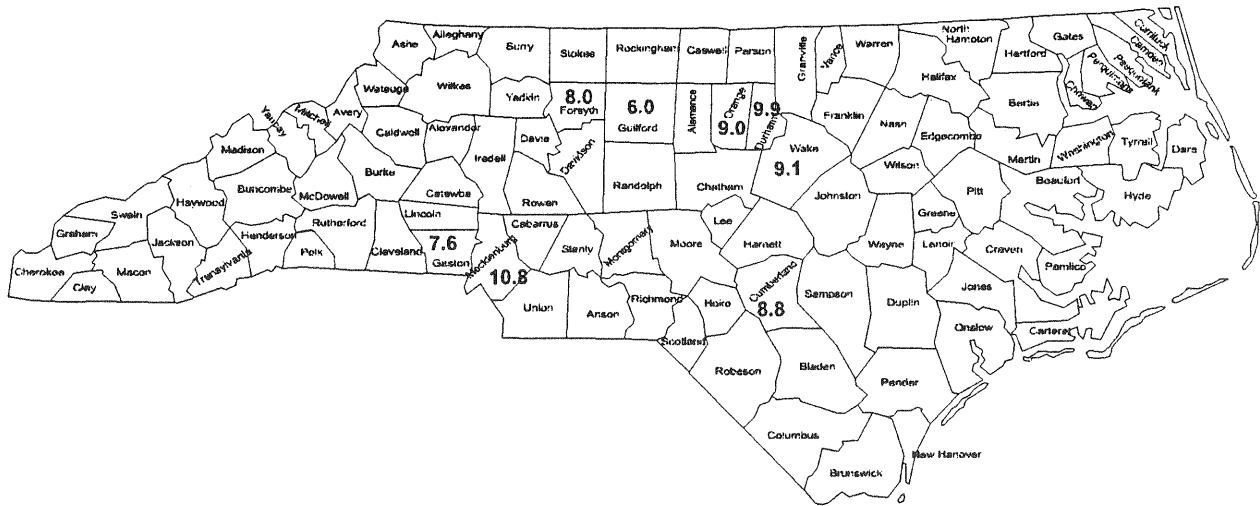 Ashe
Alleghany
Surry
Stokes
Rockingham
Caswell
Person
Granville
Vance
Warren
North
Hampton
Hertford
Gates
Currituck
Camden
Pasquotank
Perquimans
Chowan
Watauga
Wilkes
Yadkin
8.0
Forsyth
6.0
Guilford
Alamance
Orange
9.0
9.9
Durham
Franklin
Halifax
Bertie
Yancey
Mitchell
Avery
Caldwell
Alexander
Iredell
Davie
Davidson
Wake
9.1
Nash
Edgecombe
Martin
Washington
Tyrrell
Dare
Madison
Buncombe
McDowell
Burke
Catawba
Rowan
Randolph
Chatham
Johnston
Wilson
Pitt
Beaufort
Hyde
Swain
Haywood
Graham
Jackson
Henderson
Rutherford
Polk
Cleveland
Lincoln
7.6
Gaston
Mecklenburg
10.8
Cabarrus
Stanly
Montgomery
Moore
Lee
Harnett
Wayne
Greene
Lenoir
Craven
Pamlico
Cherokee
Clay
Macon
Transylvania
Union
Anson
Richmond
Scotland
Hoke
Cumberland
8.8
Sampson
Duplin
Jones
Onslow
Carteret
Robeson
Bladen
Pender
Columbus
Brunswick
New Hanover